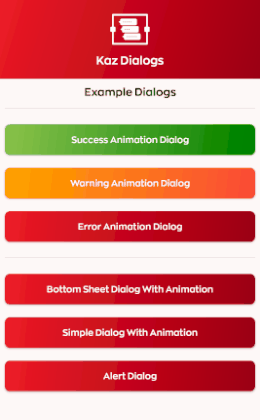 Kaz Dialogs
Example Dialogs
Success Animation Dialog
Warning Animation Dialog
Error Animation Dialog
Bottom Sheet Dialog With Animation
Simple Dialog With Animation
Alert Dialog